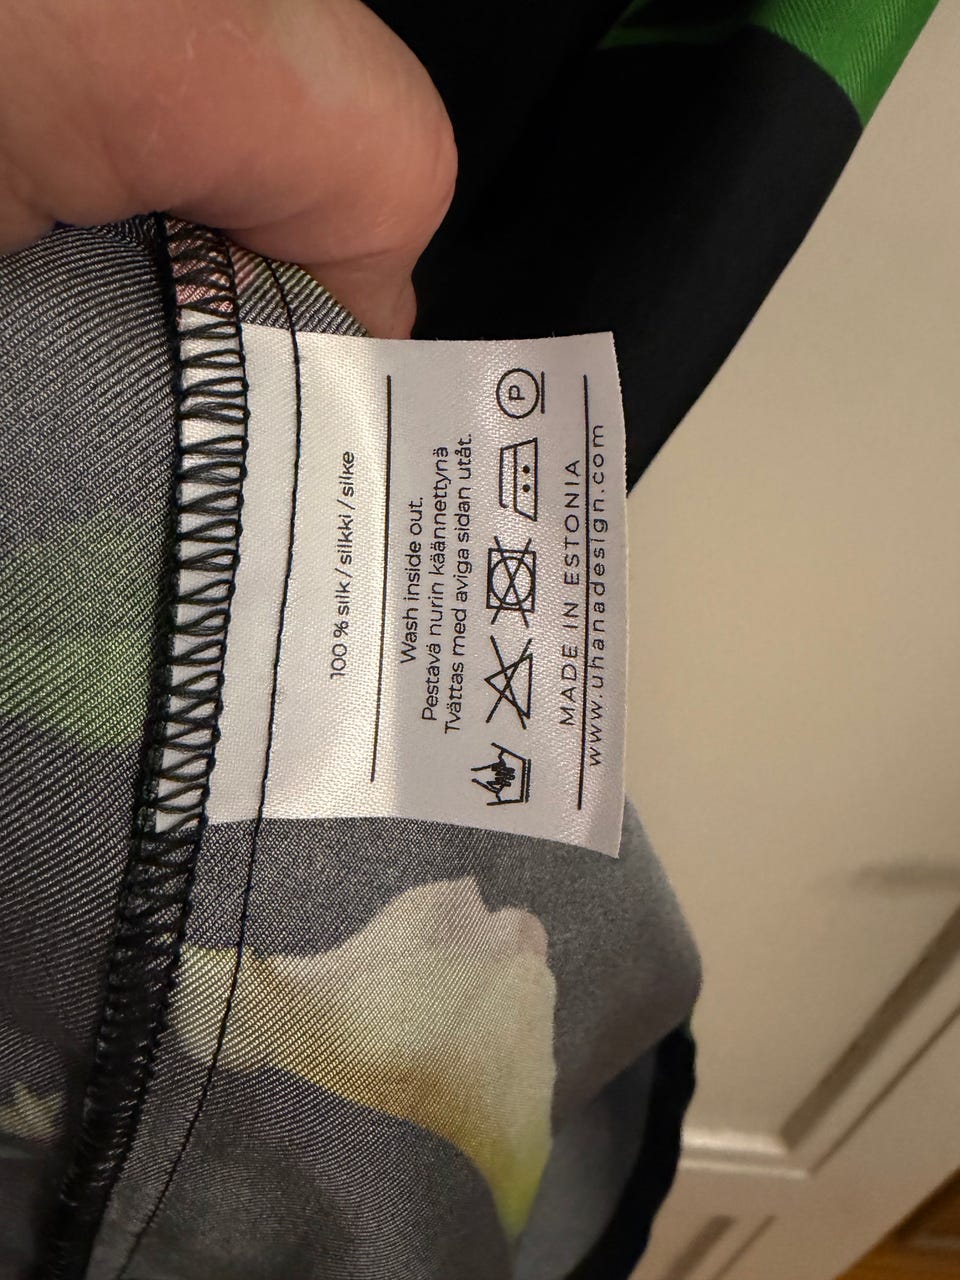 100 % silk / silkki / silke
Wash inside out.
Pestävä nurin käännettynä
Tvättas med aviga sidan utåt.
P
MADE IN ESTONIA
www.uhanadesign.com